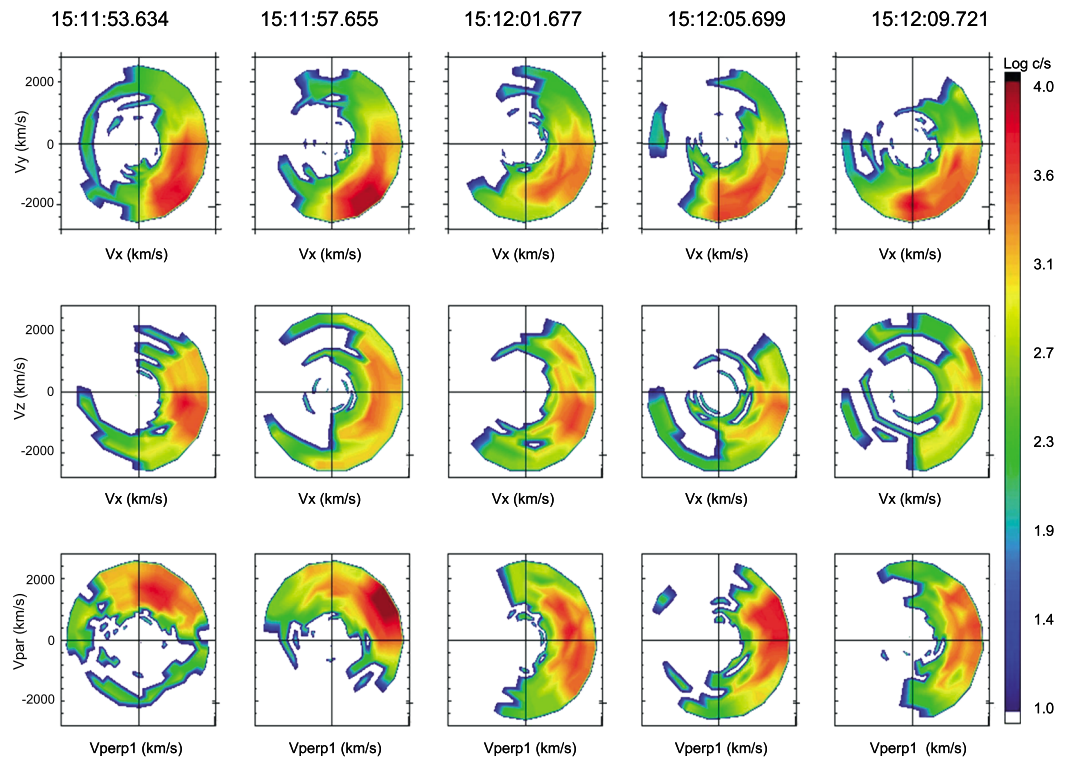 15:11:53.634 15:11:57.655 15:12:01.677 15:12:05.699 15:12:09.721
Log c/s
4.0
3.6
3.1
2.7
2.3
1.9
1.4
1.0
Vy (km/s)
2000
0
-2000
Vx (km/s) Vx (km/s) Vx (km/s) Vx (km/s) Vx (km/s)
Vz (km/s)
2000
0
-2000
Vx (km/s) Vx (km/s) Vx (km/s) Vx (km/s) Vx (km/s)
Vpar (km/s)
2000
0
-2000
Vperp1 (km/s) Vperp1 (km/s) Vperp1 (km/s) Vperp1 (km/s) Vperp1 (km/s)